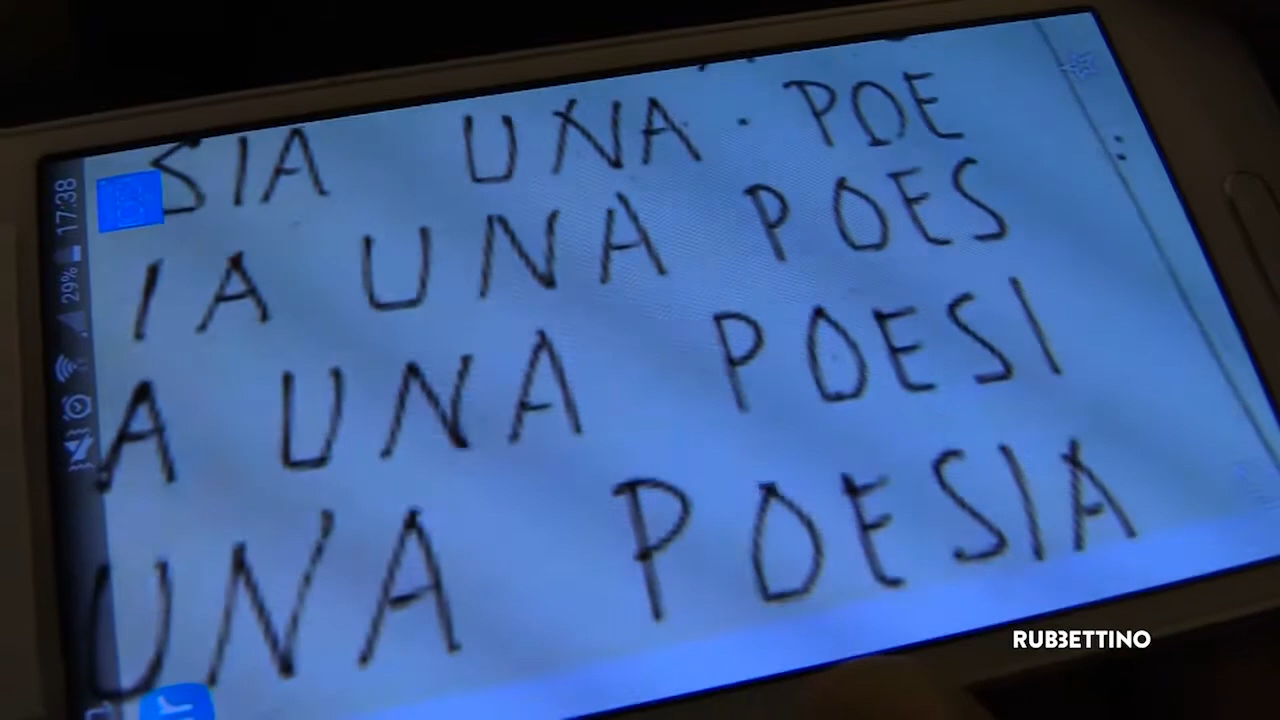 SIA UNA . POE
IA UNA POES
A UNA POESI
UNA POESIA
17:38
29%
RUBBETTINO